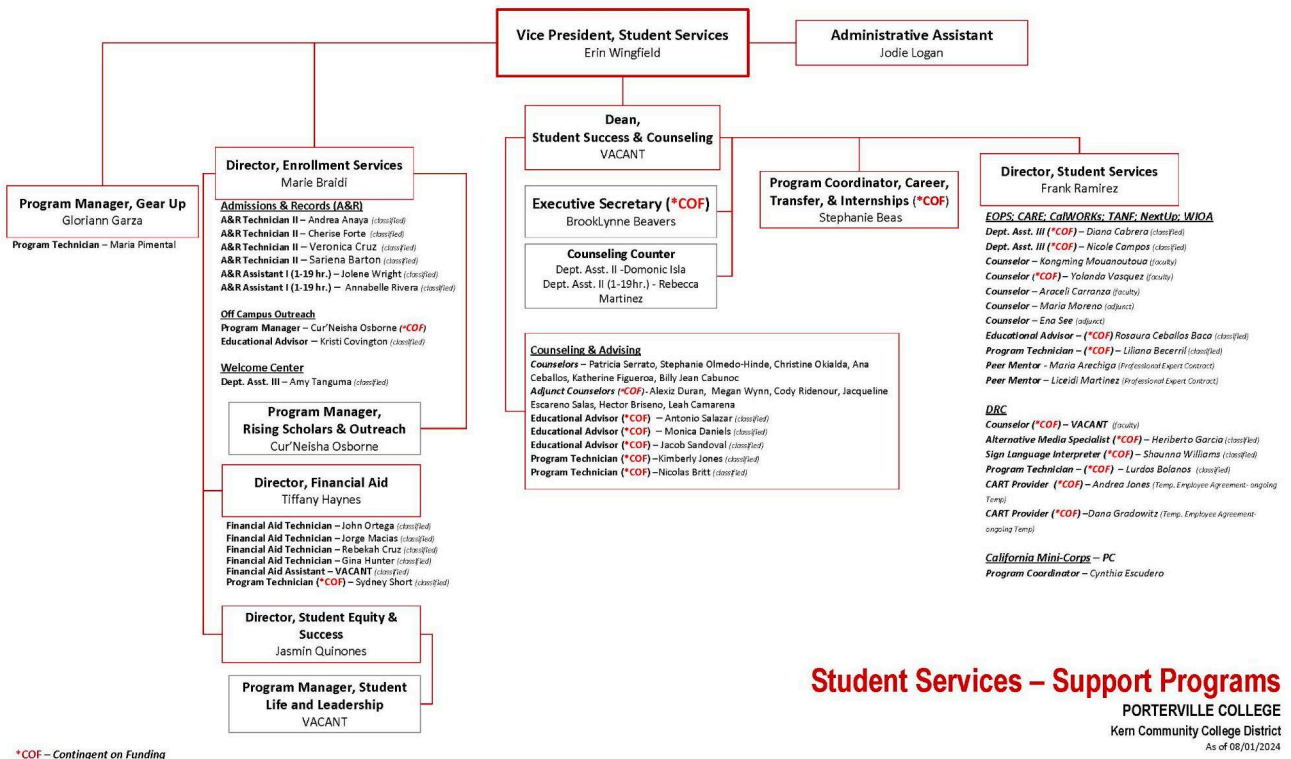 Vice President, Student Services
Erin Wingfield
Administrative Assistant
Jodie Logan
Program Manager, Gear Up
Gloriann Garza
Program Technician – Maria Pimental
Director, Enrollment Services
Marie Braidi
Admissions & Records (A&R)
A&R Technician II – Andrea Anaya (classified)
A&R Technician II – Cherise Forte (classified)
A&R Technician II – Veronica Cruz (classified)
A&R Technician II – Sariena Barton (classified)
A&R Assistant I (1-19 hr.) – Jolene Wright (classified)
A&R Assistant I (1-19 hr.) – Annabelle Rivera (classified)
Off Campus Outreach
Program Manager – Cur'Neisha Osborne (*COF)
Educational Advisor – Kristi Covington (classified)
Welcome Center
Dept. Asst. III – Amy Tanguma (classified)
Program Manager,
Rising Scholars & Outreach
Cur'Neisha Osborne
Director, Financial Aid
Tiffany Haynes
Financial Aid Technician – John Ortega (classified)
Financial Aid Technician – Jorge Macias (classified)
Financial Aid Technician – Rebekah Cruz (classified)
Financial Aid Technician – Gina Hunter (classified)
Financial Aid Assistant – VACANT (classified)
Program Technician (*COF) – Sydney Short (classified)
Director, Student Equity &
Success
Jasmin Quinones
Program Manager, Student
Life and Leadership
VACANT
Dean,
Student Success & Counseling
VACANT
Executive Secretary (*COF)
BrookLynne Beavers
Counseling Counter
Dept. Asst. II -Domonic Isla
Dept. Asst. II (1-19hr.) - Rebecca
Martinez
Counseling & Advising
Counselors – Patricia Serrato, Stephanie Olmedo-Hinde, Christine Okialda, Ana
Ceballos, Katherine Figueroa, Billy Jean Cabunoc
Adjunct Counselors (*COF)- Alexiz Duran, Megan Wynn, Cody Ridenour, Jacqueline
Escareno Salas, Hector Briseno, Leah Camarena
Educational Advisor (*COF) – Antonio Salazar (classified)
Educational Advisor (*COF) – Monica Daniels (classified)
Educational Advisor (*COF) – Jacob Sandoval (classified)
Program Technician (*COF) –Kimberly Jones (classified)
Program Technician (*COF) –Nicolas Britt (classified)
Program Coordinator, Career,
Transfer, & Internships (*COF)
Stephanie Beas
Director, Student Services
Frank Ramirez
EOPS; CARE; CalWORKs; TANF; NextUp; WIOA
Dept. Asst. III (*COF) – Diana Cabrera (classified)
Dept. Asst. III (*COF) – Nicole Campos (classified)
Counselor – Kongming Mouanoutoua (faculty)
Counselor (*COF) – Yolanda Vasquez (faculty)
Counselor – Araceli Carranza (faculty)
Counselor – Maria Moreno (adjunct)
Counselor – Ena See (adjunct)
Educational Advisor – (*COF) Rosaura Ceballos Baca (classified)
Program Technician – (*COF) – Liliana Becerril (classified)
Peer Mentor - Maria Arechiga (Professional Expert Contract)
Peer Mentor – Liceidi Martinez (Professional Expert Contract)
DRC
Counselor (*COF) – VACANT (faculty)
Alternative Media Specialist (*COF) – Heriberto Garcia (classified)
Sign Language Interpreter (*COF) – Shaunna Williams (classified)
Program Technician – (*COF) – Lurdos Bolanos (classified)
CART Provider (*COF) – Andrea Jones (Temp. Employee Agreement- ongoing
Temp)
CART Provider (*COF) –Dana Gradowitz (Temp. Employee Agreement-
ongoing Temp)
California Mini-Corps – PC
Program Coordinator – Cynthia Escudero
Student Services – Support Programs
PORTERVILLE COLLEGE
Kern Community College District
As of 08/01/2024
*COF – Contingent on Funding